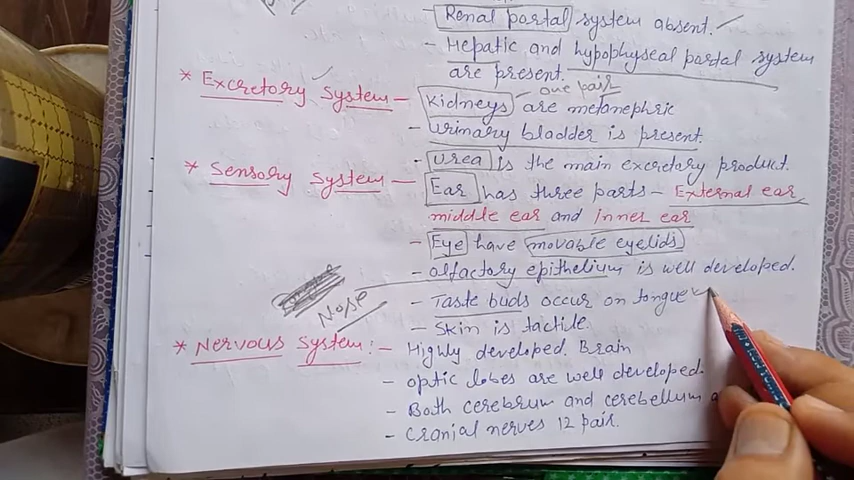 Renal portal system absent.
- Hepatic and hypophyseal portal system
are present.
one pair
* Excretory system - Kidneys are metanephric
- urinary bladder is present.
- urea is the main excretory product.
* Sensory system - Ear has three parts - External ear
middle ear and inner ear
- Eye have movable eyelids
- olfactory epithelium is well developed.
Nose
- Taste buds occur on tongue
- Skin is tactile.
* Nervous system :- Highly developed. Brain
- optic lobes are well developed.
- Both cerebrum and cerebellum
- Cranial nerves 12 pair.